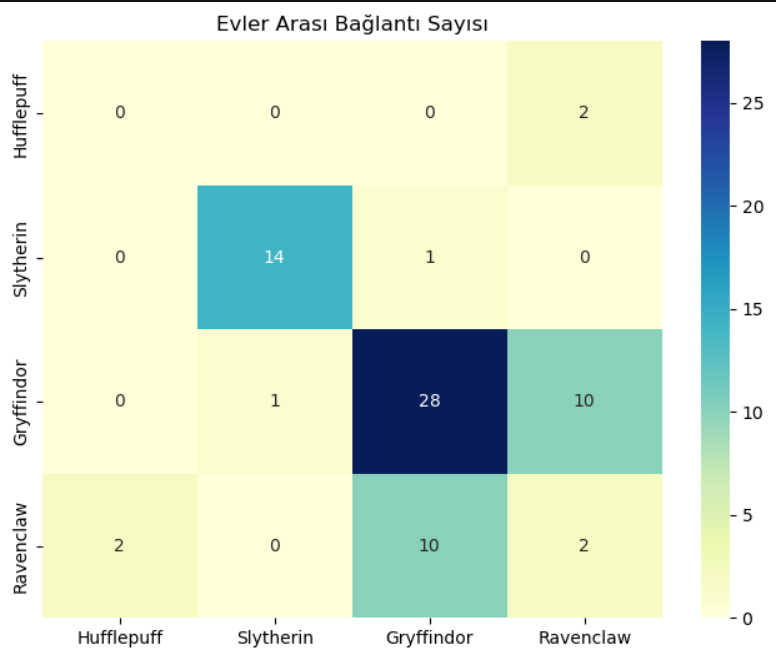 Evler Arası Bağlantı Sayısı
Hufflepuff 0 0 0 2
Slytherin 0 14 1 0
Gryffindor 0 1 28 10
Ravenclaw 2 0 10 2
Hufflepuff Slytherin Gryffindor Ravenclaw
25
20
15
10
5
0